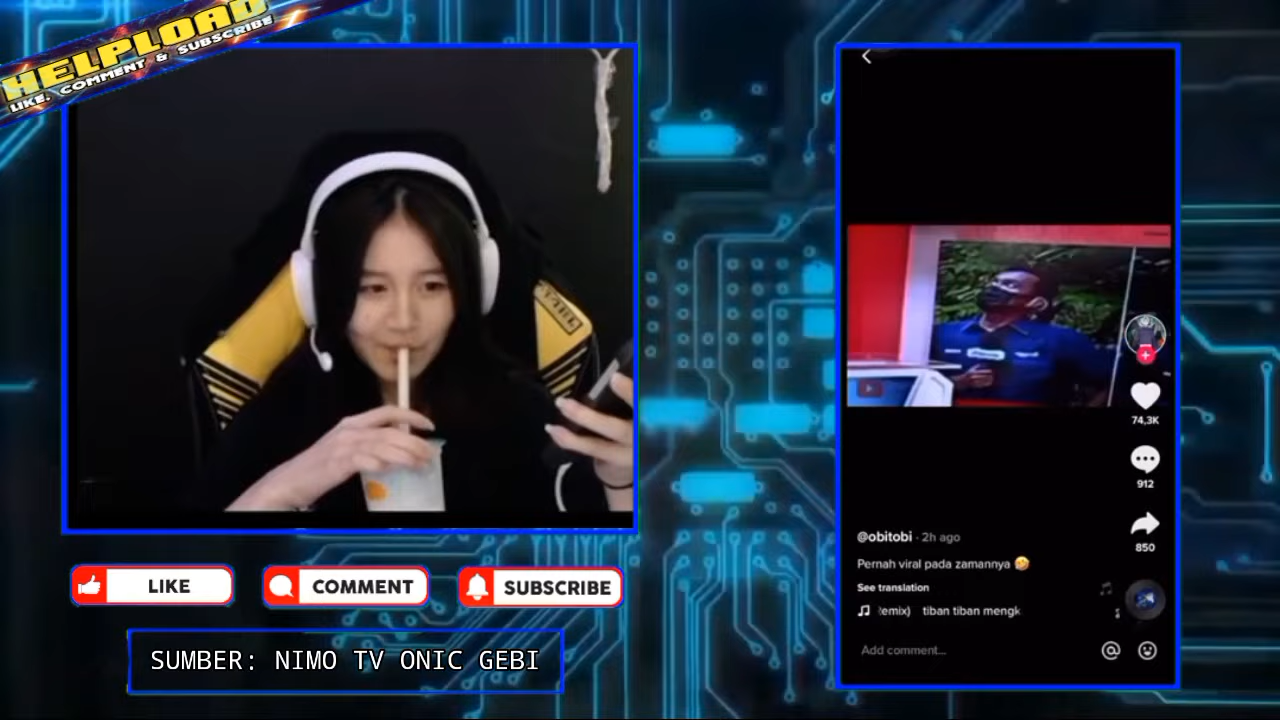 HELPLOAD
LIKE, COMMENT & SUBSCRIBE
74,3K
912
850
@obitobi · 2h ago
Pernah viral pada zamannya 🤣
See translation
emix) tiban tiban mengk
Add comment...
LIKE
COMMENT
SUBSCRIBE
SUMBER: NIMO TV ONIC GEBI